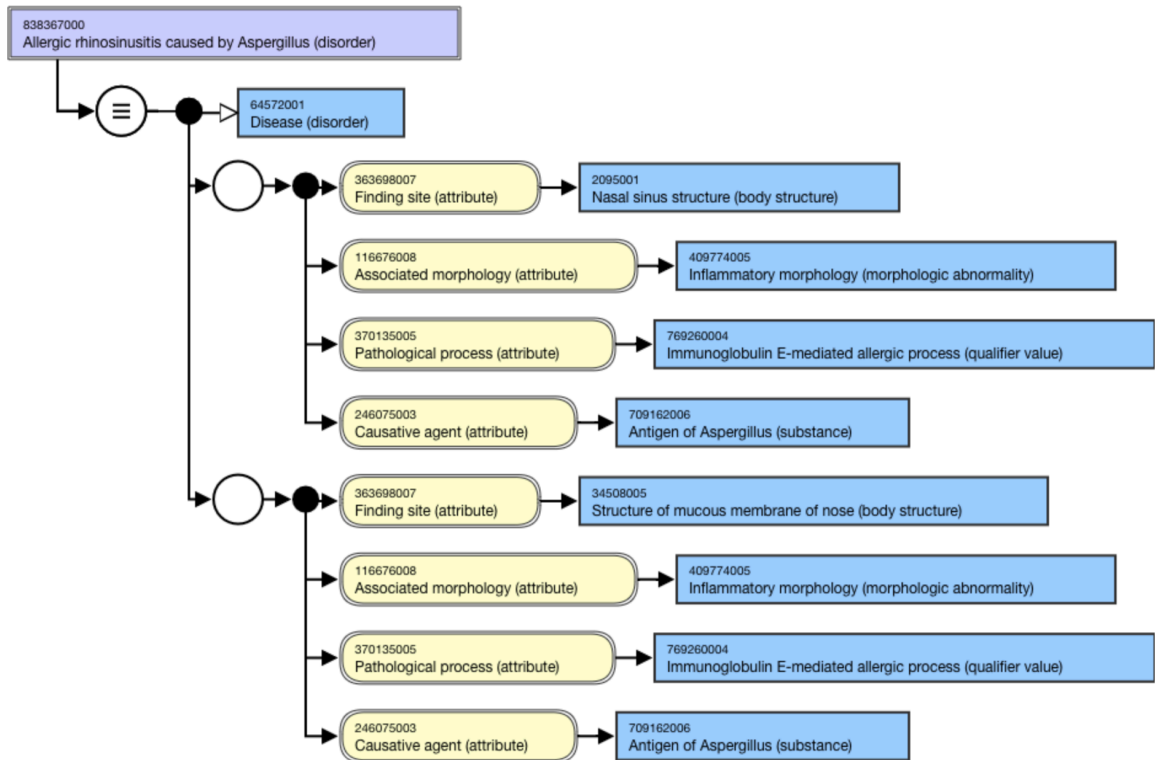 838367000
Allergic rhinosinusitis caused by Aspergillus (disorder)
64572001
Disease (disorder)
363698007
Finding site (attribute)
2095001
Nasal sinus structure (body structure)
116676008
Associated morphology (attribute)
409774005
Inflammatory morphology (morphologic abnormality)
370135005
Pathological process (attribute)
769260004
Immunoglobulin E-mediated allergic process (qualifier value)
246075003
Causative agent (attribute)
709162006
Antigen of Aspergillus (substance)
363698007
Finding site (attribute)
34508005
Structure of mucous membrane of nose (body structure)
116676008
Associated morphology (attribute)
409774005
Inflammatory morphology (morphologic abnormality)
370135005
Pathological process (attribute)
769260004
Immunoglobulin E-mediated allergic process (qualifier value)
246075003
Causative agent (attribute)
709162006
Antigen of Aspergillus (substance)